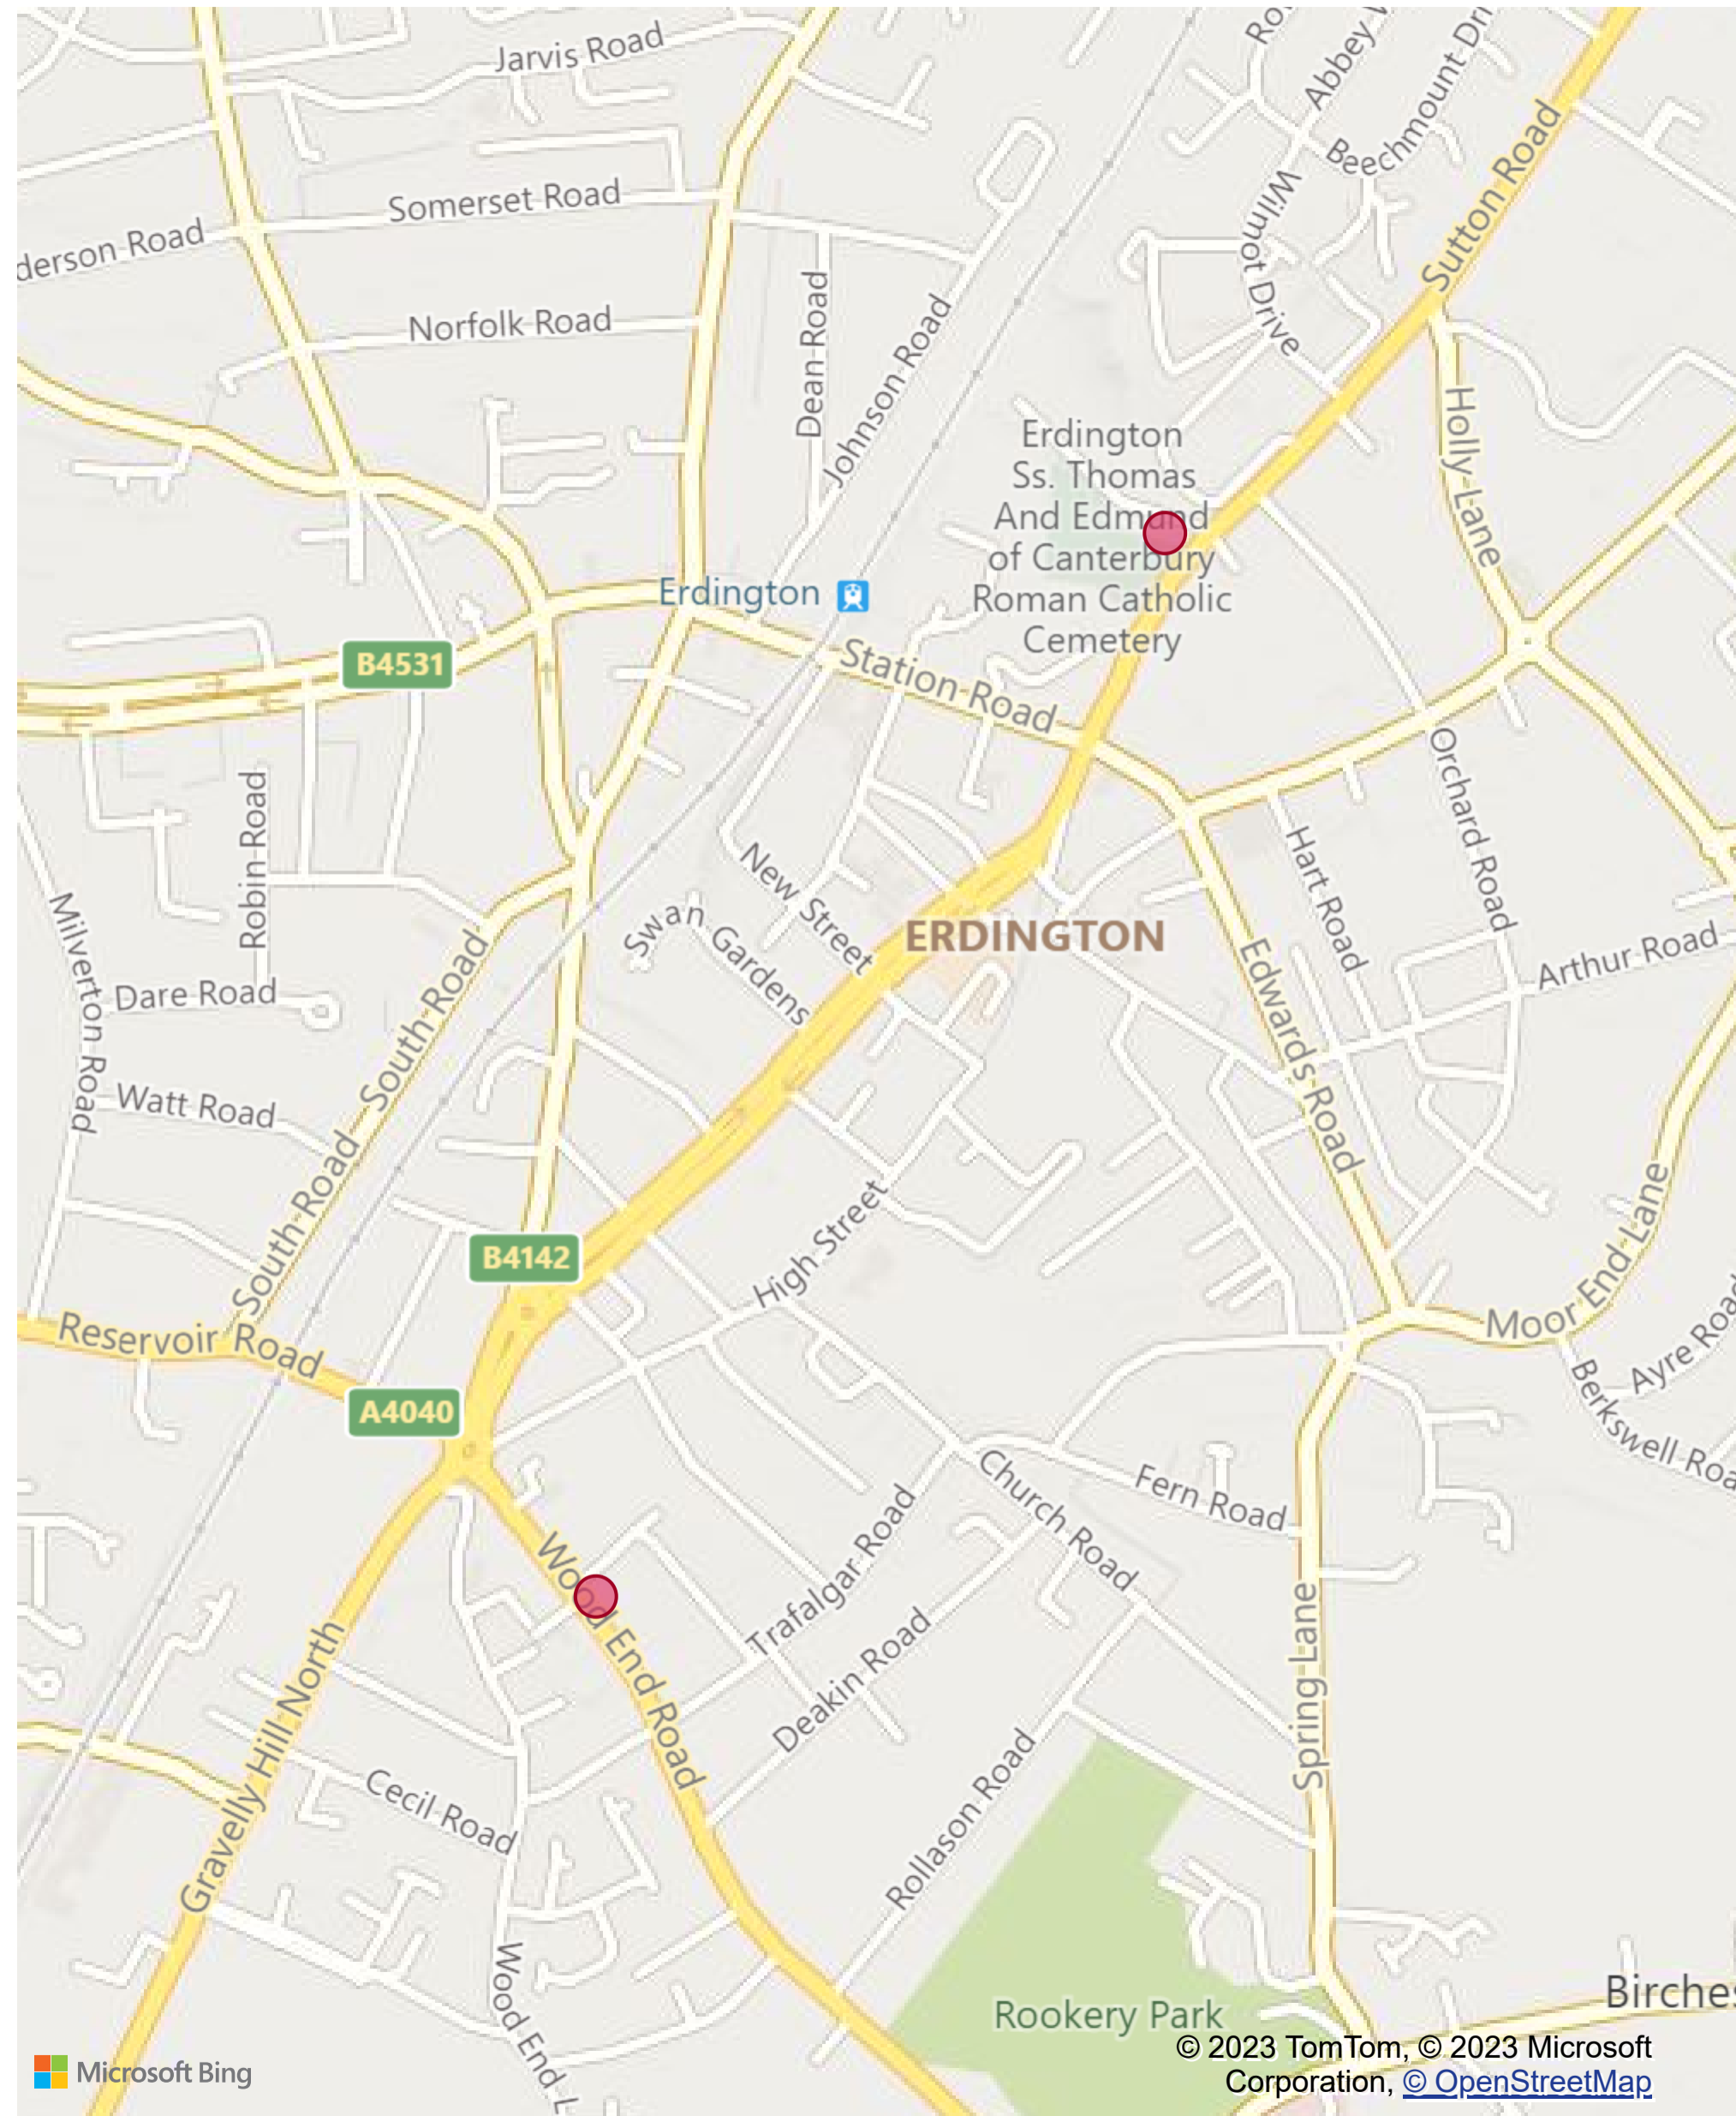 Jarvis Road
Ro
Abbey
Beechmount Dri
Sutton Road
Somerset Road
derson Road
Wilmot Drive
Norfolk Road
Dean Road
Johnson Road
Holly Lane
Erdington
Ss. Thomas
And Edmund
of Canterbury
Roman Catholic
Cemetery
Erdington
B4531
Station Road
Orchard Road
Robin Road
Hart Road
New Street
Swan Gardens
ERDINGTON
Milverton Road
Edwards Road
Arthur Road
Dare Road
South Road
Watt Road
South Road
High Street
B4142
Moor End Lane
Reservoir Road
Ayre Road
Berkswell Roa
A4040
Church Road
Fern Road
Trafalgar Road
Wood End Road
Deakin Road
Spring Lane
Gravelly Hill North
Cecil Road
Rollason Road
Wood End L
Rookery Park
Birches
© 2023 TomTom, © 2023 Microsoft
Corporation, © OpenStreetMap
Microsoft Bing